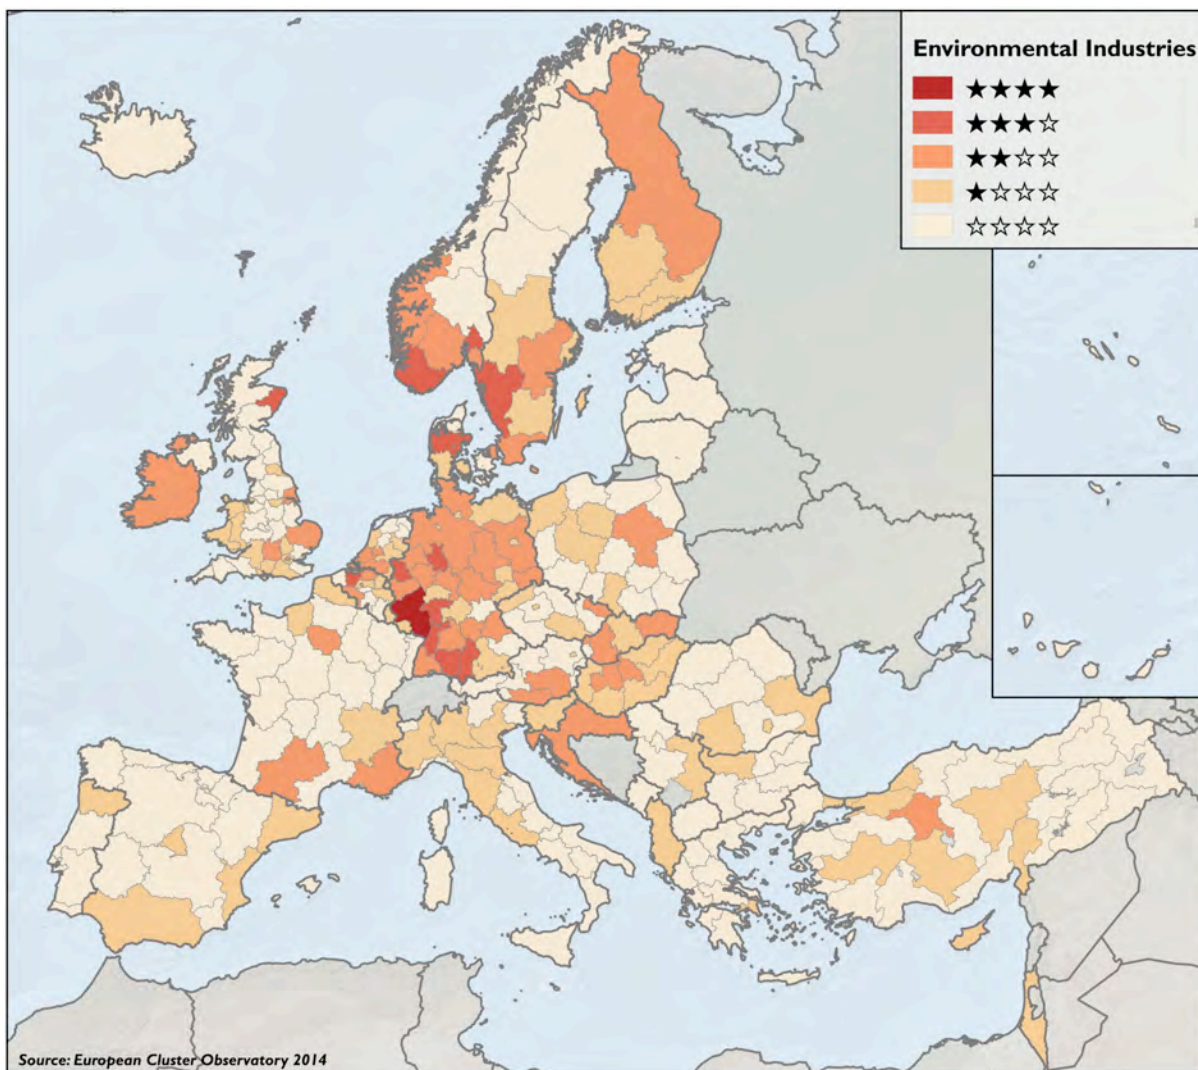 Environmental Industries
★★★★
★★★☆
★★☆☆
★☆☆☆
☆☆☆☆
Source: European Cluster Observatory 2014